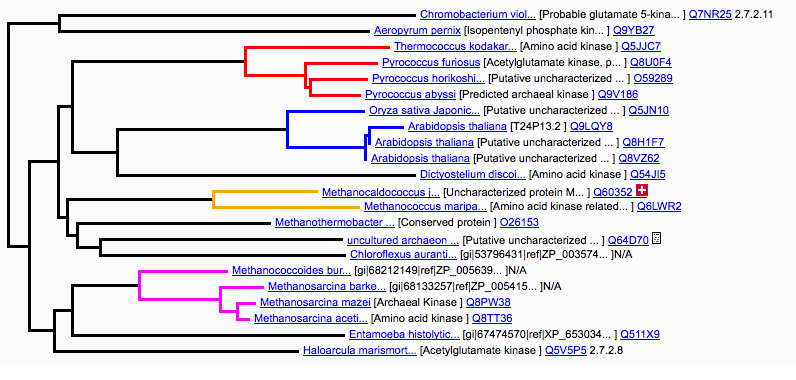 Chromobacterium viol... [Probable glutamate 5-kina... ] Q7NR25 2.7.2.11
Aeropyrum pernix [Isopentenyl phosphate kin... ] Q9YB27
Thermococcus kodakar... [Amino acid kinase ] Q5JJC7
Pyrococcus furiosus [Acetylglutamate kinase, p... ] Q8U0F4
Pyrococcus horikoshi... [Putative uncharacterized ... ] O59289
Pyrococcus abyssi [Predicted archaeal kinase ] Q9V186
Oryza sativa Japonic... [Putative uncharacterized ... ] Q5JN10
Arabidopsis thaliana [T24P13.2 ] Q9LQY8
Arabidopsis thaliana [Putative uncharacterized ... ] Q8H1F7
Arabidopsis thaliana [Putative uncharacterized ... ] Q8VZ62
Dictyostelium discoi... [Amino acid kinase ] Q54JI5
Methanocaldococcus j... [Uncharacterized protein M... ] Q60352
Methanococcus maripa... [Amino acid kinase related... ] Q6LWR2
Methanothermobacter ... [Conserved protein ] O26153
uncultured archaeon ... [Putative uncharacterized ... ] Q64D70
Chloroflexus auranti... [gi|53796431|ref|ZP_003574... ]N/A
Methanococcoides bur... [gi|68212149|ref|ZP_005639... ]N/A
Methanosarcina barke... [gi|68133257|ref|ZP_005415... ]N/A
Methanosarcina mazei [Archaeal Kinase ] Q8PW38
Methanosarcina aceti... [Amino acid kinase ] Q8TT36
Entamoeba histolytic... [gi|67474570|ref|XP_653034... ] Q511X9
Haloarcula marismort... [Acetylglutamate kinase ] Q5V5P5 2.7.2.8